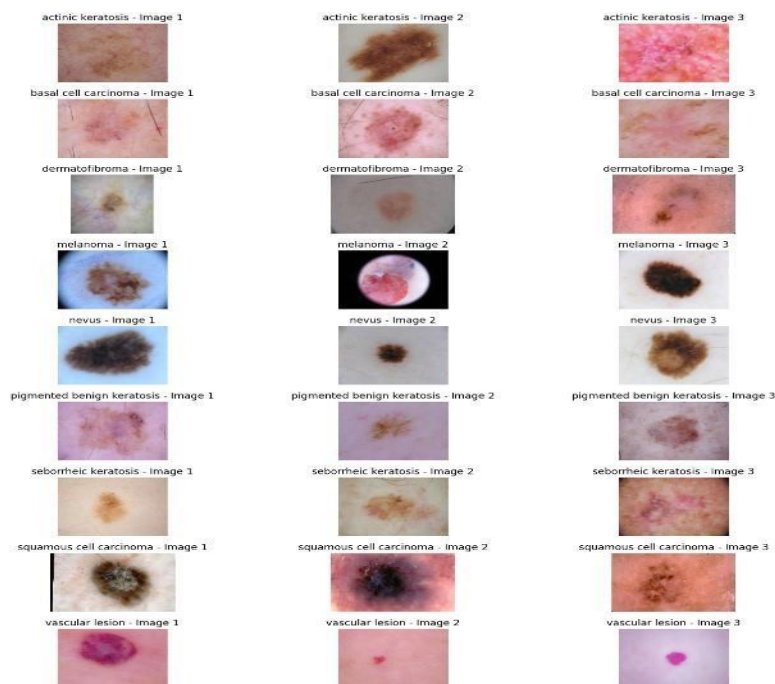 actinic keratosis - Image 1
actinic keratosis - Image 2
actinic keratosis - Image 3
basal cell carcinoma - Image 1
basal cell carcinoma - Image 2
basal cell carcinoma - Image 3
dermatofibroma - Image 1
dermatofibroma - Image 2
dermatofibroma - Image 3
melanoma - Image 1
melanoma - Image 2
melanoma - Image 3
nevus - Image 1
nevus - Image 2
nevus - Image 3
pigmented benign keratosis - Image 1
pigmented benign keratosis - Image 2
pigmented benign keratosis - Image 3
seborrheic keratosis - Image 1
seborrheic keratosis - Image 2
seborrheic keratosis - Image 3
squamous cell carcinoma - Image 1
squamous cell carcinoma - Image 2
squamous cell carcinoma - Image 3
vascular lesion - Image 1
vascular lesion - Image 2
vascular lesion - Image 3